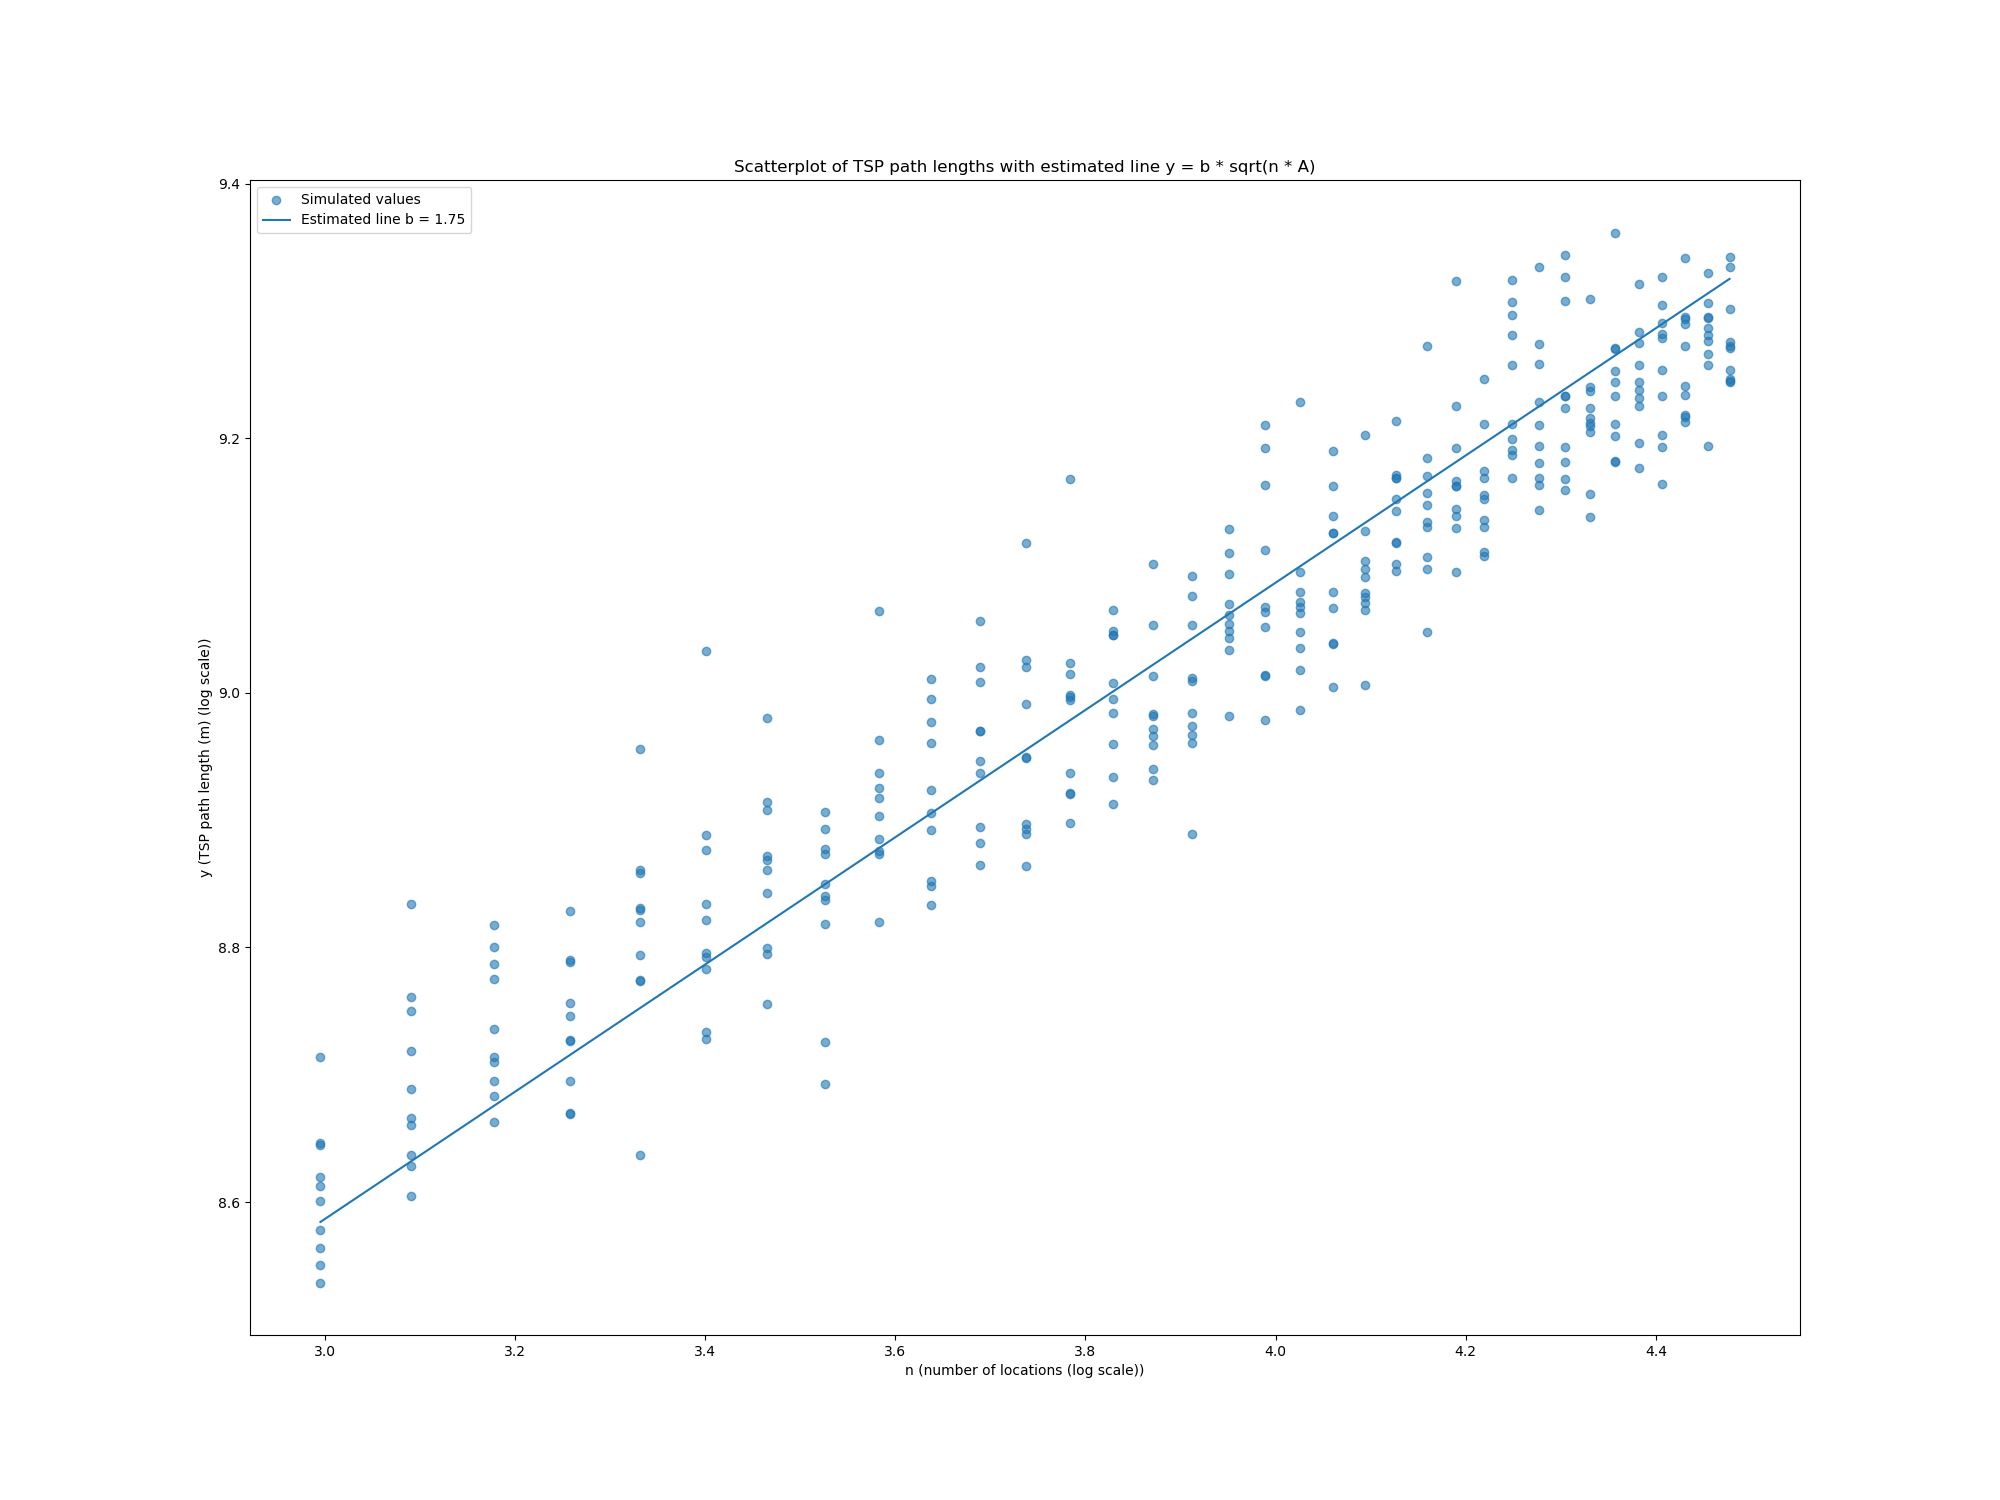 Scatterplot of TSP path lengths with estimated line y = b * sqrt(n * A)
Simulated values
Estimated line b = 1.75
9.4
9.2
9.0
8.8
8.6
y (TSP path length (m) (log scale))
3.0 3.2 3.4 3.6 3.8 4.0 4.2 4.4
n (number of locations (log scale))